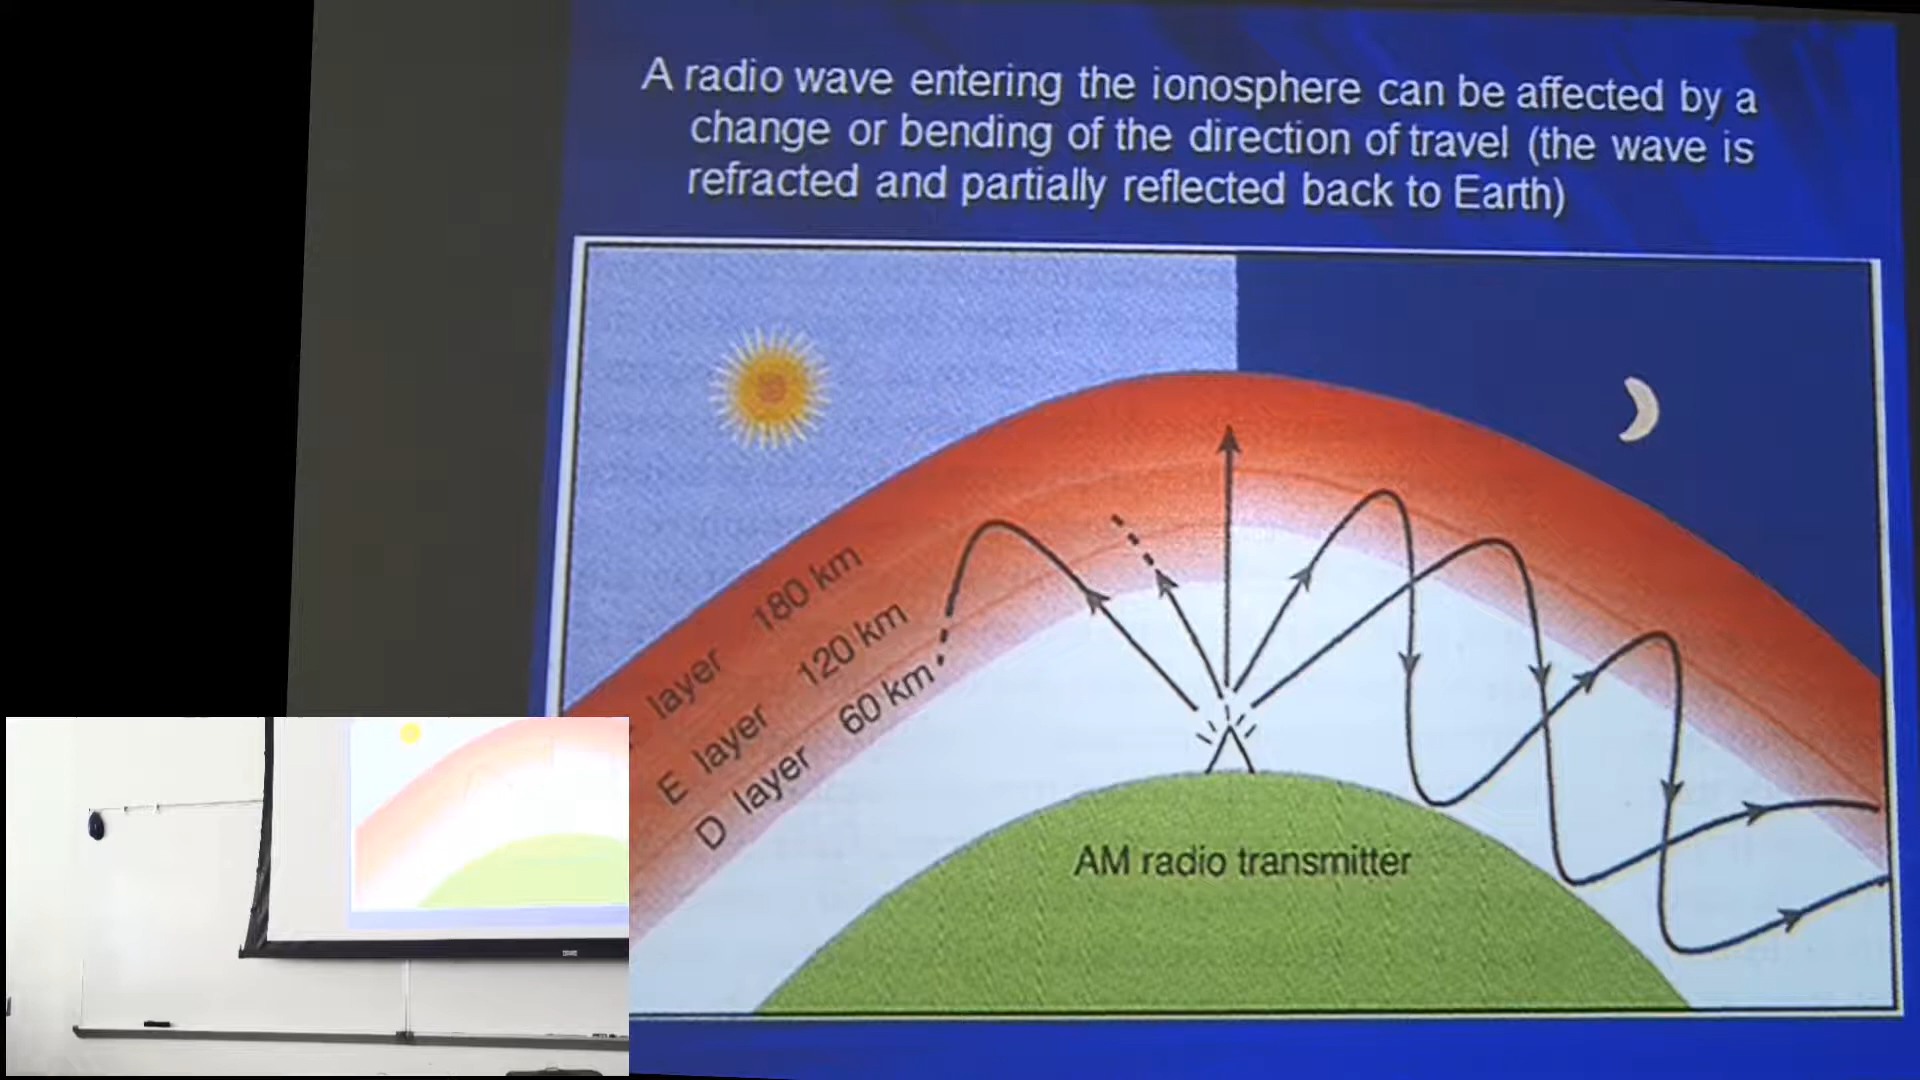 A radio wave entering the ionosphere can be affected by a
change or bending of the direction of travel (the wave is
refracted and partially reflected back to Earth)
layer 180 km
E layer 120 km
D layer 60 km
AM radio transmitter